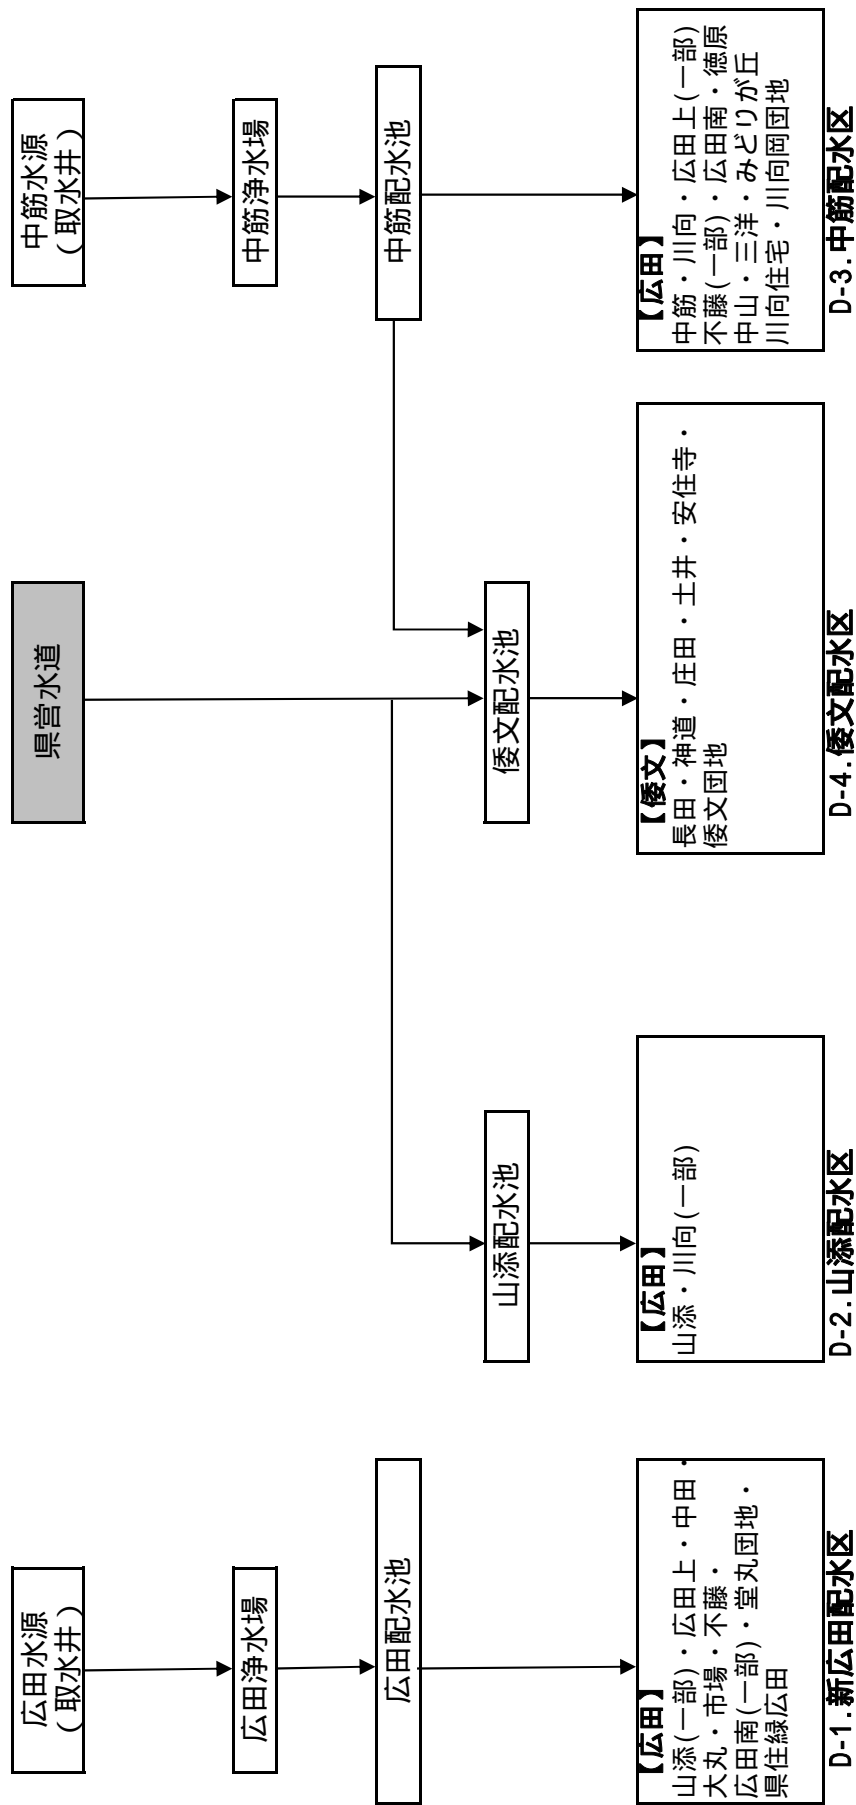 広田水源
(取水井)
広田浄水場
広田配水池
【広田】
山添(一部)・広田上・中田・
大丸・市場・不藤・
広田南(一部)・堂丸団地・
県住緑広田
D-1.新広田配水区
山添配水池
【広田】
山添・川向(一部)
D-2.山添配水区
県営水道
倭文配水池
【倭文】
長田・神道・庄田・土井・安住寺・
倭文団地
D-4.倭文配水区
中筋水源
(取水井)
中筋浄水場
中筋配水池
【広田】
中筋・川向・広田上(一部)
不藤(一部)・広田南・徳原
中山・三洋・みどりが丘
川向住宅・川向岡団地
D-3.中筋配水区